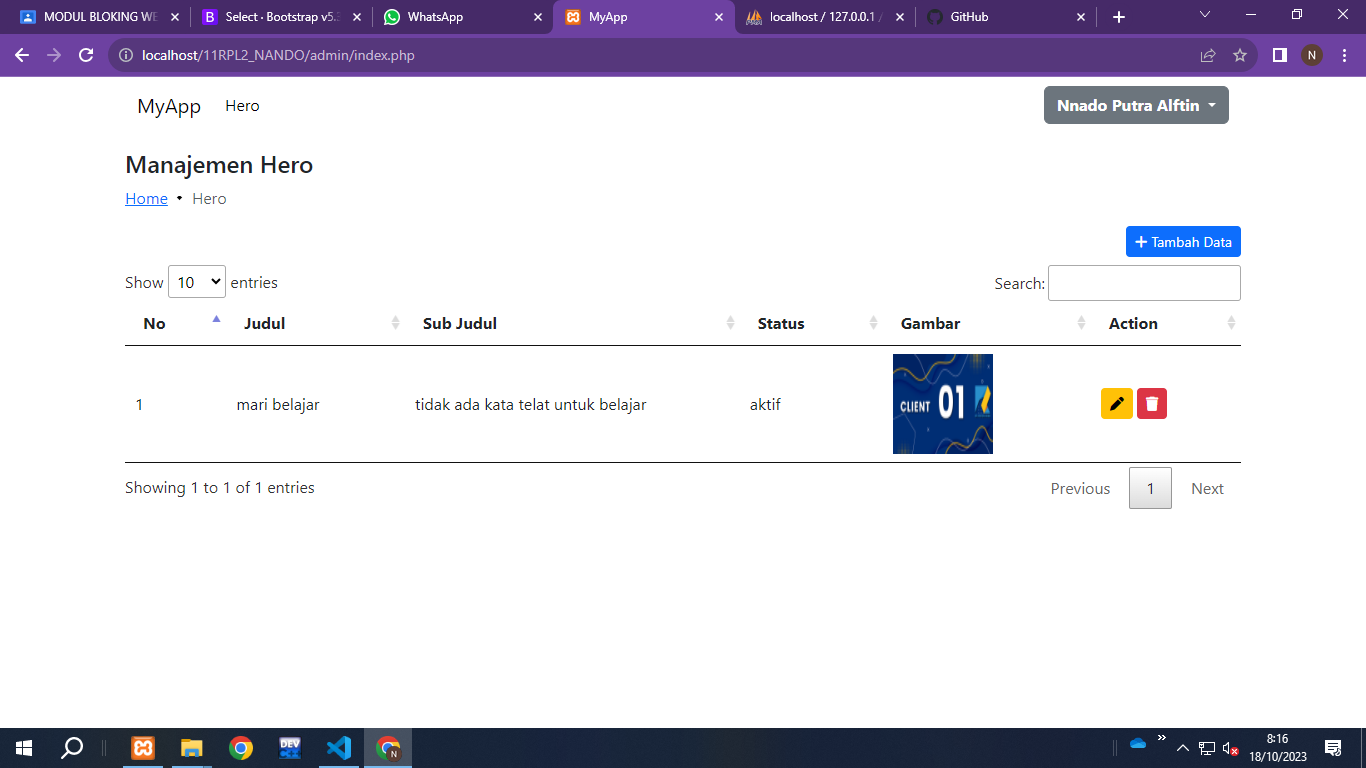 MODUL BLOKING WE
Select · Bootstrap v5.3
WhatsApp
MyApp
localhost / 127.0.0.1 /
GitHub
localhost/11RPL2_NANDO/admin/index.php
N
MyApp
Hero
Nnado Putra Alftin
Manajemen Hero
Home • Hero
Tambah Data
Show 10 entries
Search:
No Judul Sub Judul Status Gambar Action
CLIENT 01
1 mari belajar tidak ada kata telat untuk belajar aktif
Showing 1 to 1 of 1 entries
Previous 1 Next
DEV
N
8:16
18/10/2023